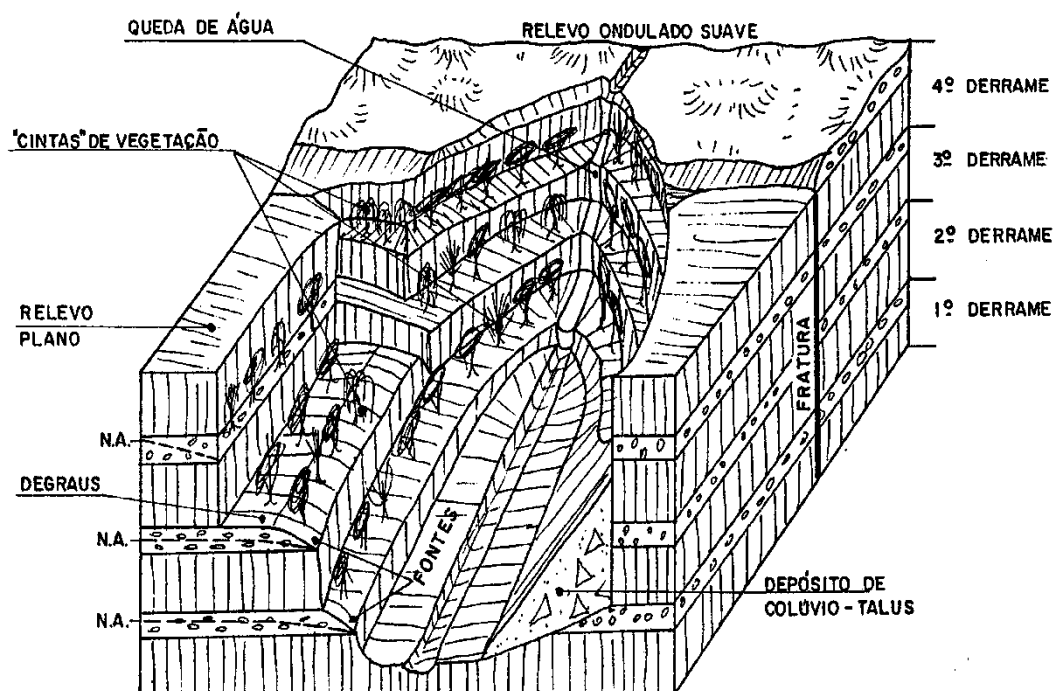 QUEDA DE ÁGUA
RELEVO ONDULADO SUAVE
4º DERRAME
"CINTAS" DE VEGETAÇÃO
3º DERRAME
2º DERRAME
RELEVO
PLANO
1º DERRAME
FRATURA
N.A.
DEGRAUS
N.A.
FONTES
DEPÓSITO DE
COLÚVIO - TALUS
N.A.